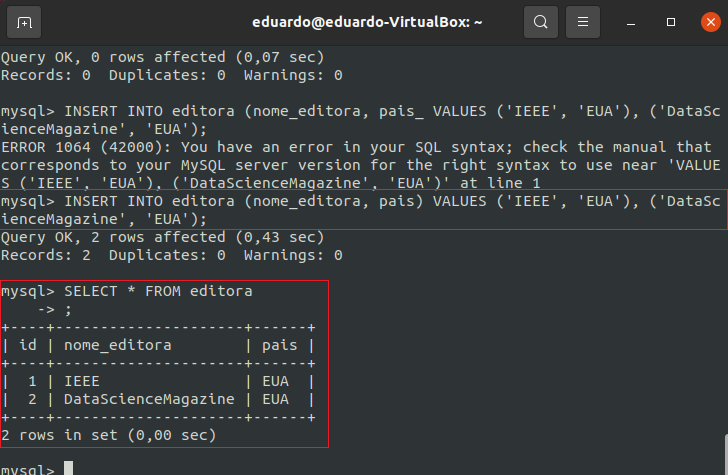 eduardo@eduardo-VirtualBox: ~
Query OK, 0 rows affected (0,07 sec)
Records: 0  Duplicates: 0  Warnings: 0
mysql> INSERT INTO editora (nome_editora, pais_ VALUES ('IEEE', 'EUA'), ('DataSc
ienceMagazine', 'EUA');
ERROR 1064 (42000): You have an error in your SQL syntax; check the manual that
corresponds to your MySQL server version for the right syntax to use near 'VALUE
S ('IEEE', 'EUA'), ('DataScienceMagazine', 'EUA')' at line 1
mysql> INSERT INTO editora (nome_editora, pais) VALUES ('IEEE', 'EUA'), ('DataSc
ienceMagazine', 'EUA');
Query OK, 2 rows affected (0,43 sec)
Records: 2  Duplicates: 0  Warnings: 0
mysql> SELECT * FROM editora
    -> ;
+----+---------------------+------+
| id | nome_editora        | pais |
+----+---------------------+------+
|  1 | IEEE                | EUA  |
|  2 | DataScienceMagazine | EUA  |
+----+---------------------+------+
2 rows in set (0,00 sec)
mysql>